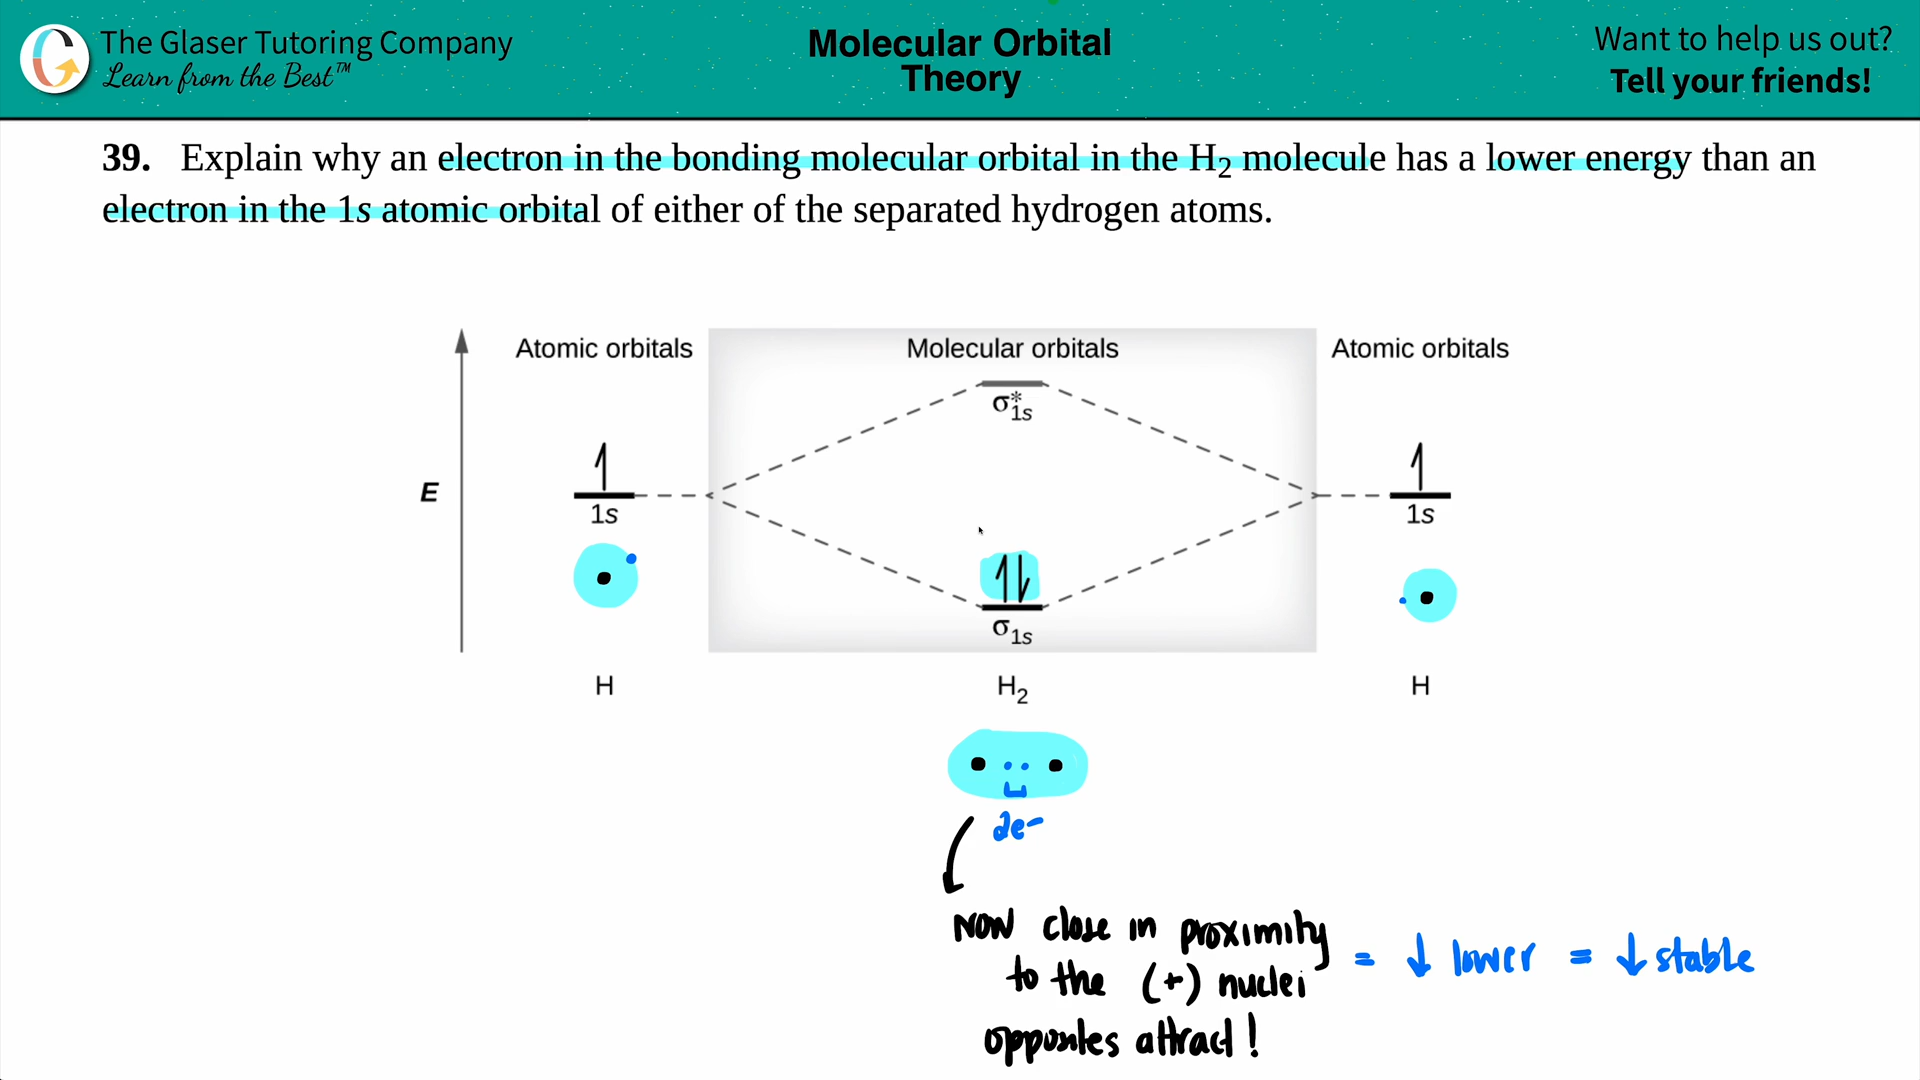 The Glaser Tutoring Company
Learn from the Best™
Molecular Orbital
Theory
Want to help us out?
Tell your friends!
39. Explain why an electron in the bonding molecular orbital in the H₂ molecule has a lower energy than an
electron in the 1s atomic orbital of either of the separated hydrogen atoms.
Atomic orbitals
Molecular orbitals
Atomic orbitals
σ*1s
E
1s
1s
σ1s
H
H₂
H
2e⁻
Now close in proximity
to the (+) nuclei
opposites attract!
= ↓ lower = ↓ stable